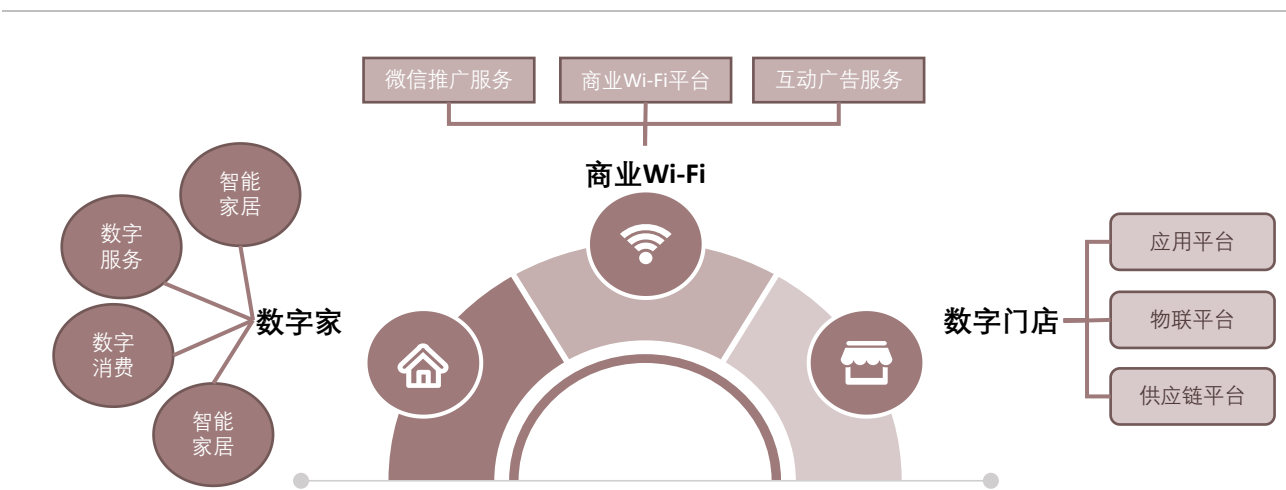 微信推广服务
商业Wi-Fi平台
互动广告服务
商业Wi-Fi
智能
家居
数字
服务
数字
消费
智能
家居
数字家
数字门店
应用平台
物联平台
供应链平台